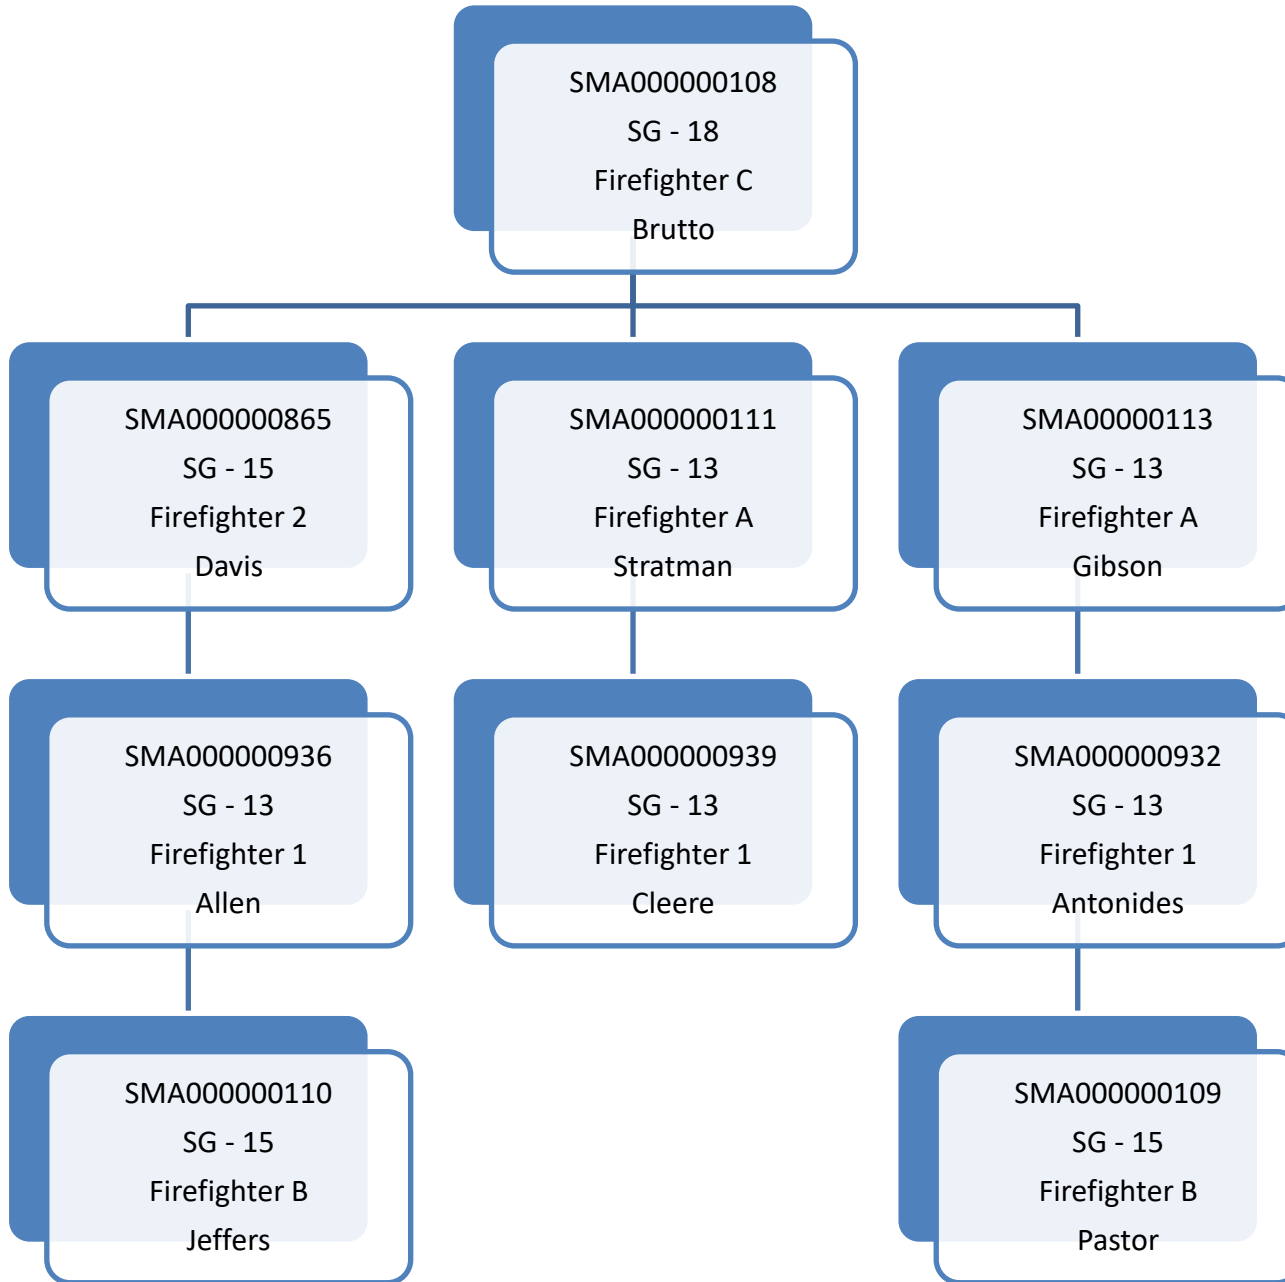 SMA000000108
SG - 18
Firefighter C
Brutto
SMA000000865
SG - 15
Firefighter 2
Davis
SMA000000111
SG - 13
Firefighter A
Stratman
SMA00000113
SG - 13
Firefighter A
Gibson
SMA000000936
SG - 13
Firefighter 1
Allen
SMA000000939
SG - 13
Firefighter 1
Cleere
SMA000000932
SG - 13
Firefighter 1
Antonides
SMA000000110
SG - 15
Firefighter B
Jeffers
SMA000000109
SG - 15
Firefighter B
Pastor